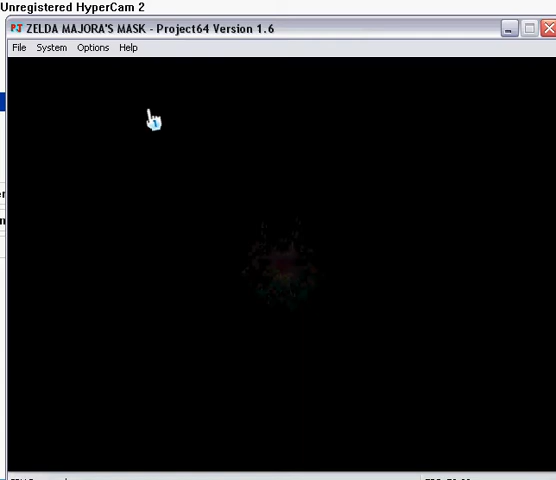 Unregistered HyperCam 2
ZELDA MAJORA'S MASK - Project64 Version 1.6
File System Options Help